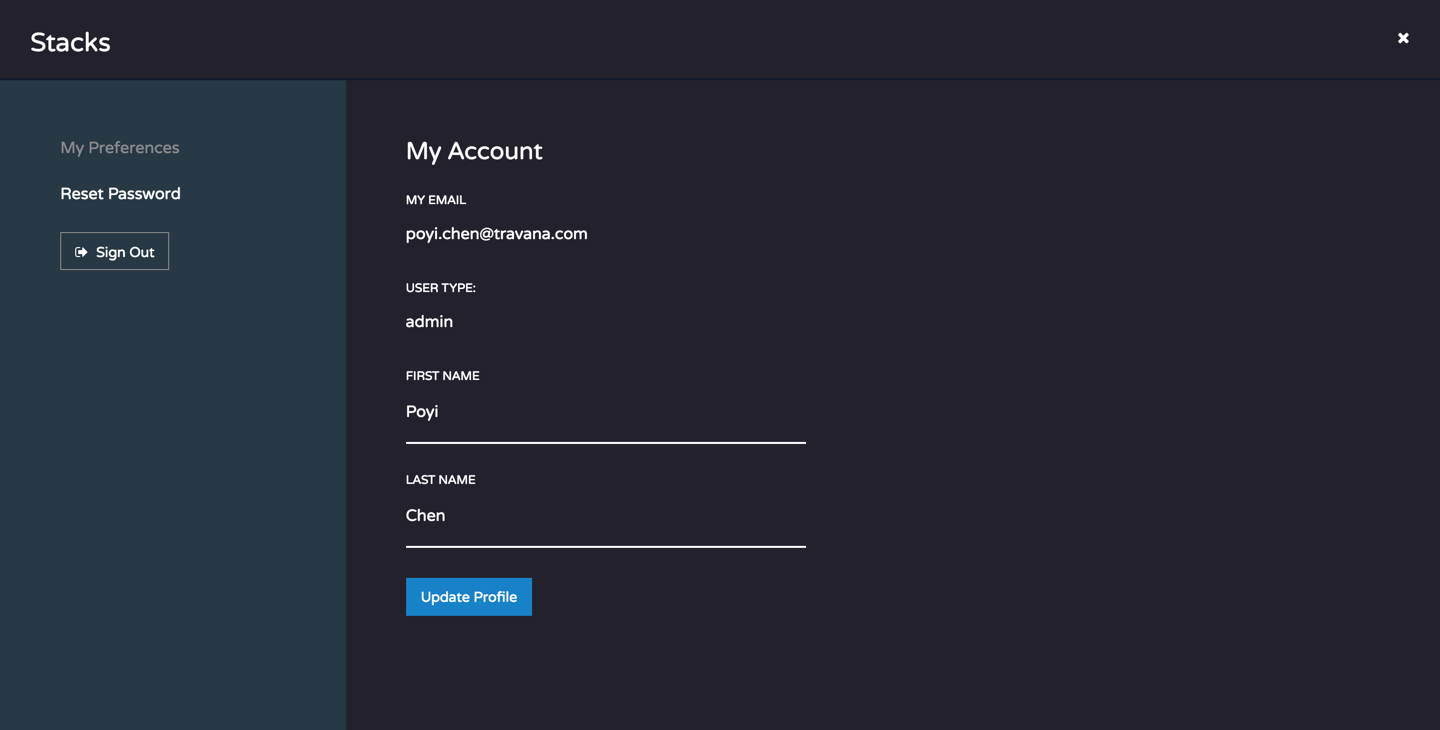 Stacks
My Preferences
Reset Password
Sign Out
My Account
MY EMAIL
poyi.chen@travana.com
USER TYPE:
admin
FIRST NAME
Poyi
LAST NAME
Chen
Update Profile